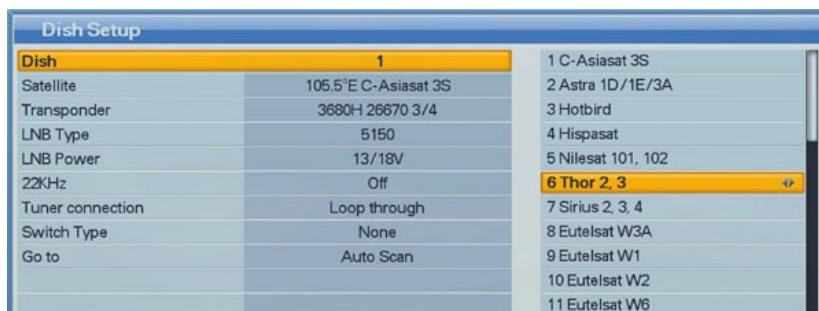 Dish Setup
Dish 1
Satellite 105.5°E C-Asiasat 3S
Transponder 3680H 26670 3/4
LNB Type 5150
LNB Power 13/18V
22KHz Off
Tuner connection Loop through
Switch Type None
Go to Auto Scan
1 C-Asiasat 3S
2 Astra 1D/1E/3A
3 Hotbird
4 Hispasat
5 Nilesat 101, 102
6 Thor 2, 3
7 Sirius 2, 3, 4
8 Eutelsat W3A
9 Eutelsat W1
10 Eutelsat W2
11 Eutelsat W6